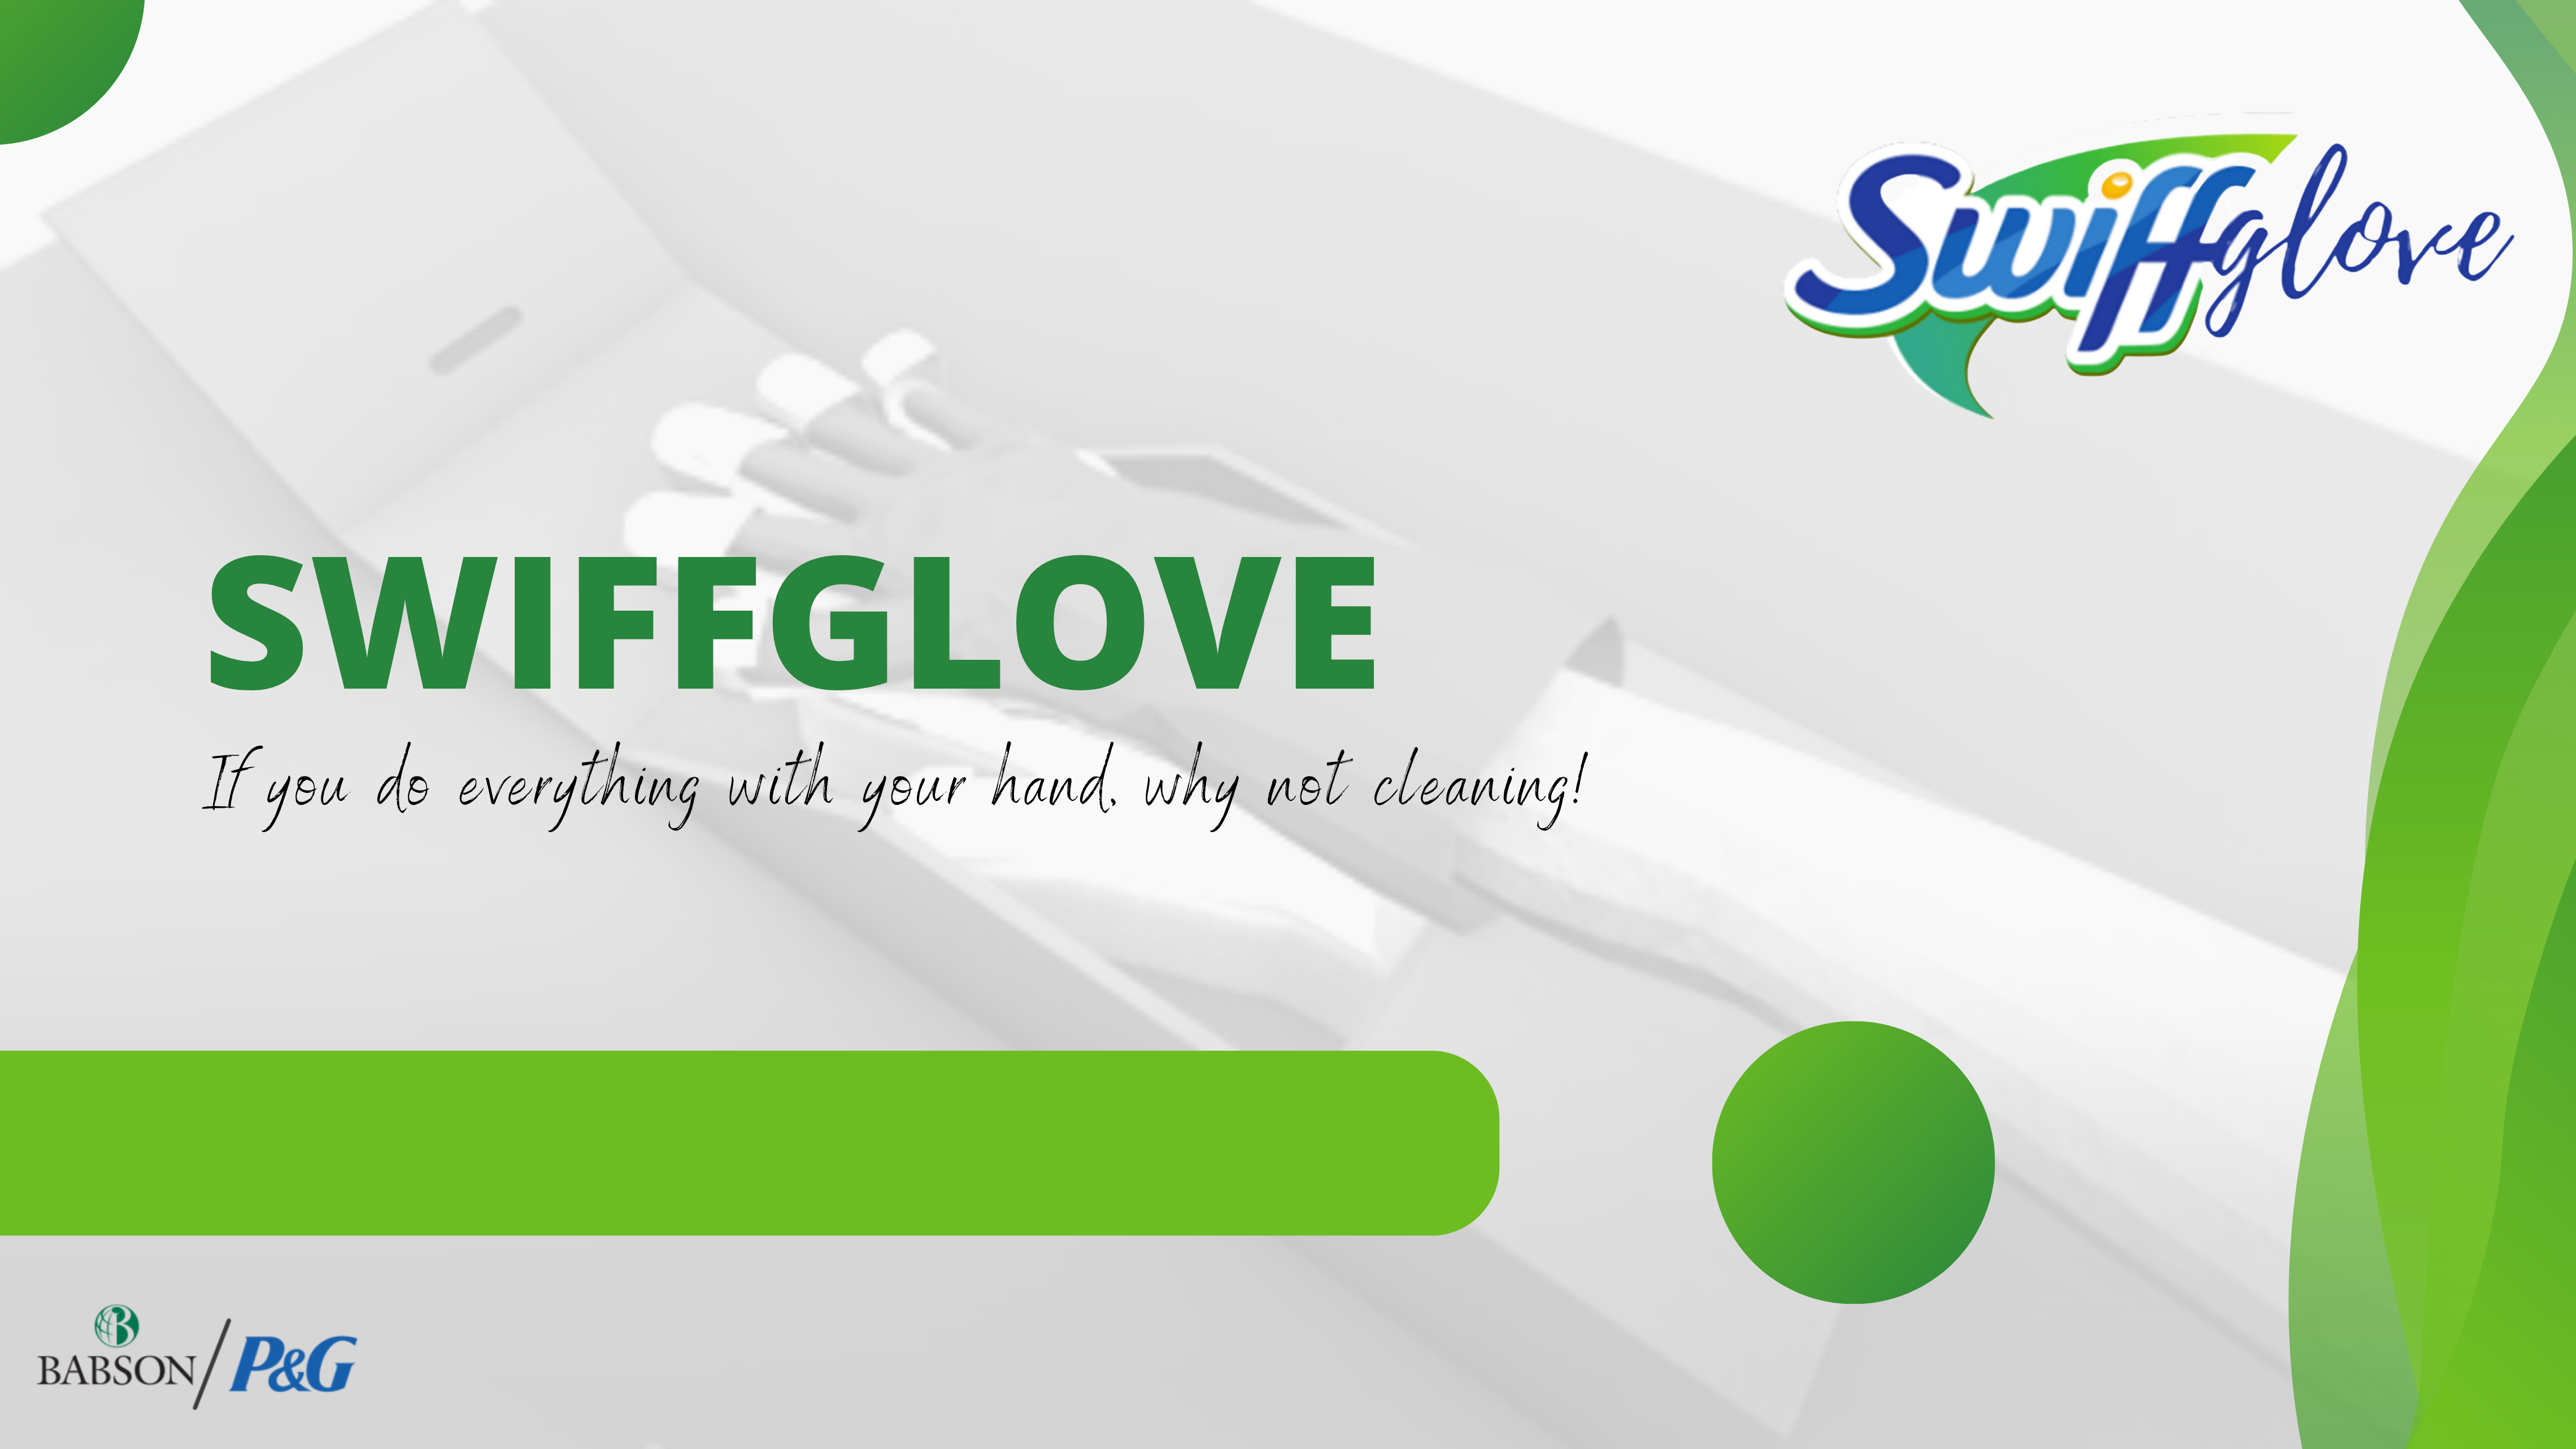 Swiffglove
SWIFFGLOVE
If you do everything with your hand, why not cleaning!
B
BABSON / P&G